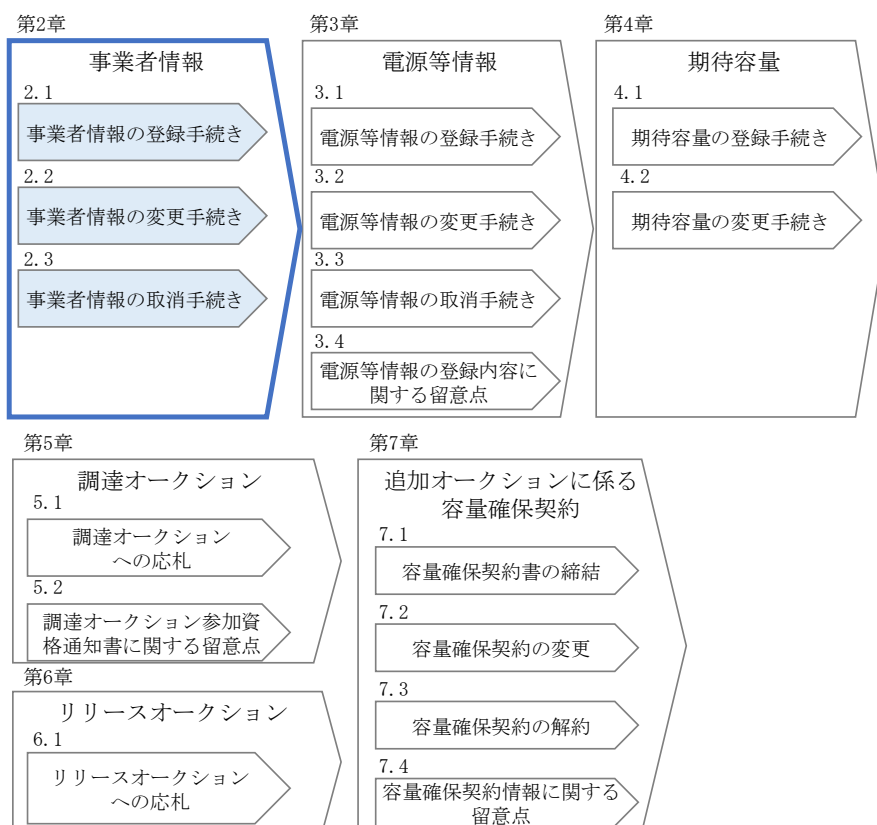 第2章
事業者情報
2.1
事業者情報の登録手続き
2.2
事業者情報の変更手続き
2.3
事業者情報の取消手続き
第3章
電源等情報
3.1
電源等情報の登録手続き
3.2
電源等情報の変更手続き
3.3
電源等情報の取消手続き
3.4
電源等情報の登録内容に
関する留意点
第4章
期待容量
4.1
期待容量の登録手続き
4.2
期待容量の変更手続き
第5章
調達オークション
5.1
調達オークション
への応札
5.2
調達オークション参加資
格通知書に関する留意点
第6章
リリースオークション
6.1
リリースオークション
への応札
第7章
追加オークションに係る
容量確保契約
7.1
容量確保契約書の締結
7.2
容量確保契約の変更
7.3
容量確保契約の解約
7.4
容量確保契約情報に関する
留意点